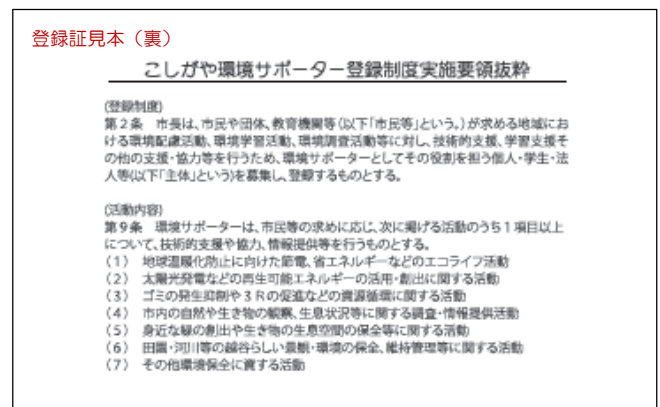 登録証見本（裏）
こしがや環境サポーター登録制度実施要領抜粋
(登録制度)
第２条　市長は、市民や団体、教育機関等（以下「市民等」という。）が求める地域にお
ける環境配慮活動、環境学習活動、環境調査活動等に対し、技術的支援、学習支援そ
の他の支援・協力等を行うため、環境サポーターとしてその役割を担う個人・学生・法
人等(以下「主体」という)を募集し、登録するものとする。
(活動内容)
第９条　環境サポーターは、市民等の求めに応じ、次に掲げる活動のうち１項目以上
について、技術的支援や協力、情報提供等を行うものとする。
（１）　地球温暖化防止に向けた節電、省エネルギーなどのエコライフ活動
（２）　太陽光発電などの再生可能エネルギーの活用・創出に関する活動
（３）　ゴミの発生抑制や３Ｒの促進などの資源循環に関する活動
（４）　市内の自然や生き物の観察、生息状況等に関する調査・情報提供活動
（５）　身近な緑の創出や生き物の生息空間の保全等に関する活動
（６）　田園・河川等の越谷らしい景観・環境の保全、維持管理等に関する活動
（７）　その他環境保全に資する活動